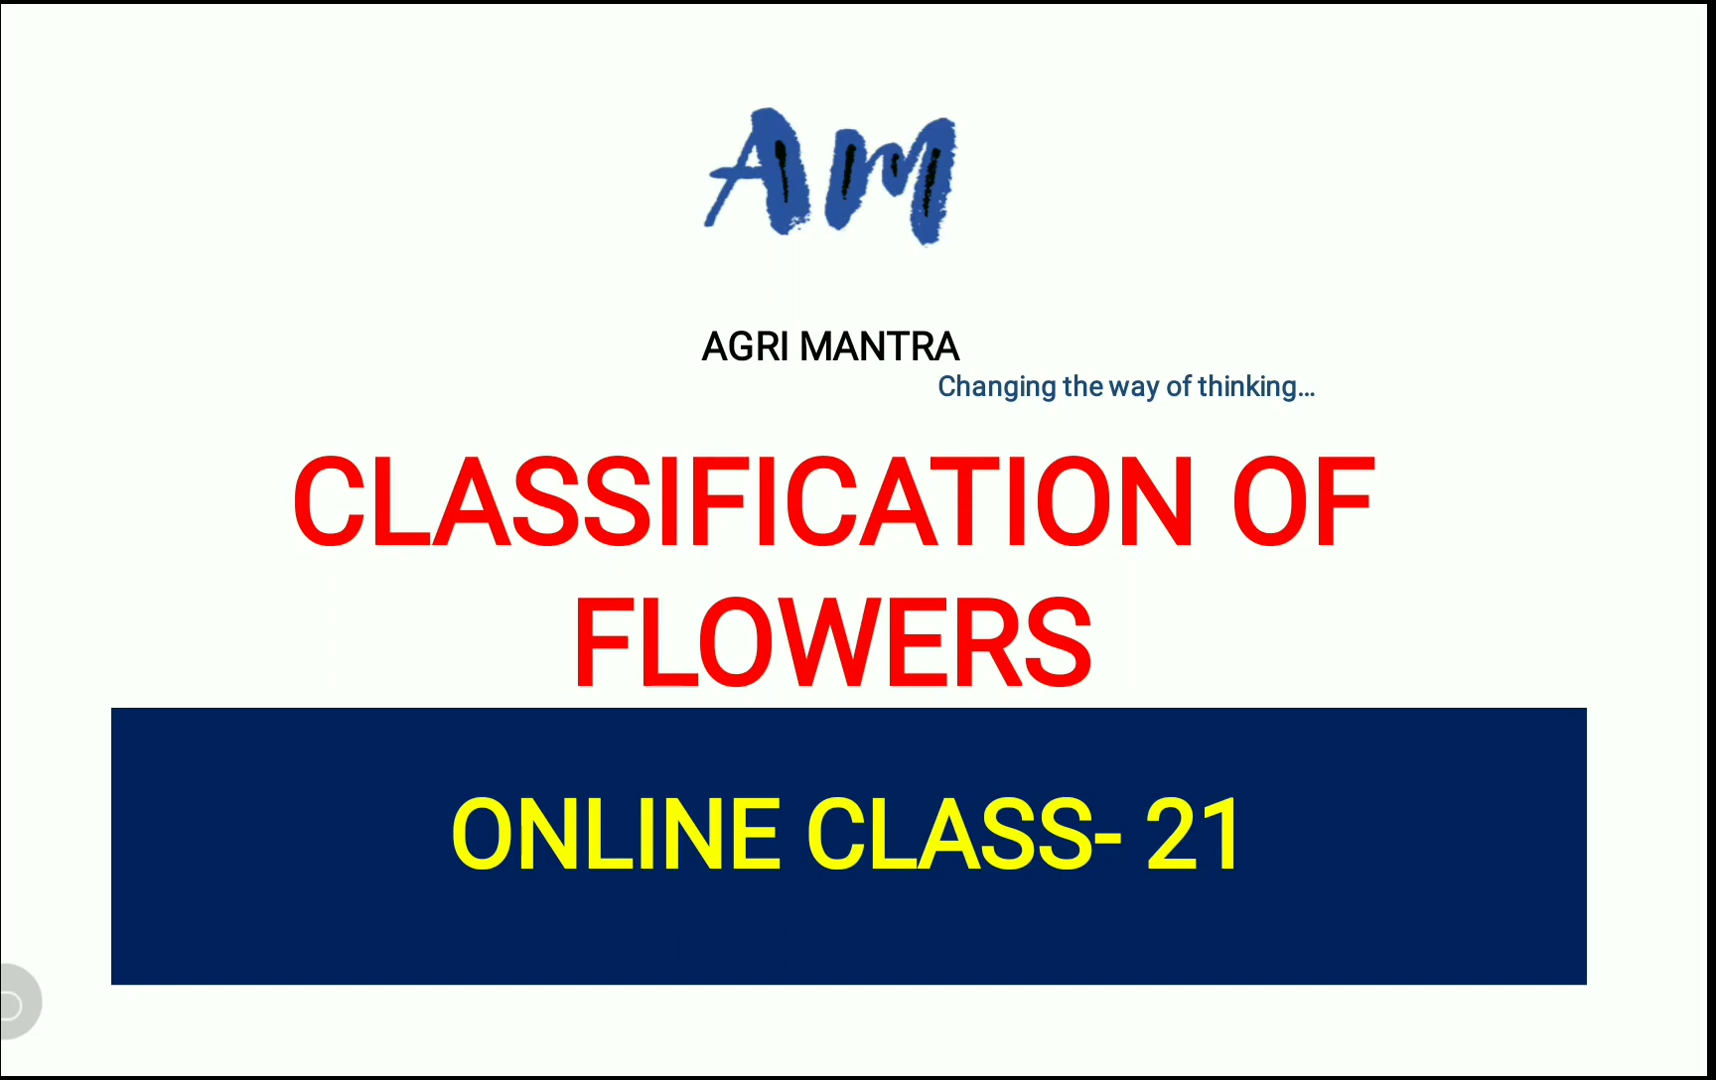 AM
AGRI MANTRA
Changing the way of thinking...
CLASSIFICATION OF
FLOWERS
ONLINE CLASS- 21